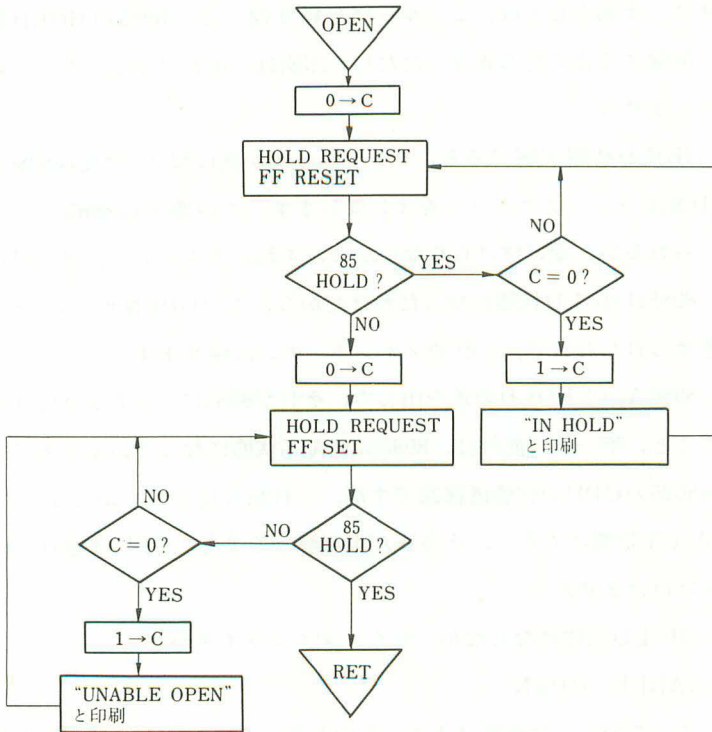 OPEN
0→C
HOLD REQUEST
FF RESET
85
HOLD?
YES
NO
C=0?
NO
YES
0→C
1→C
HOLD REQUEST
FF SET
"IN HOLD"
と印刷
NO
C=0?
NO
85
HOLD?
YES
YES
1→C
RET
"UNABLE OPEN"
と印刷